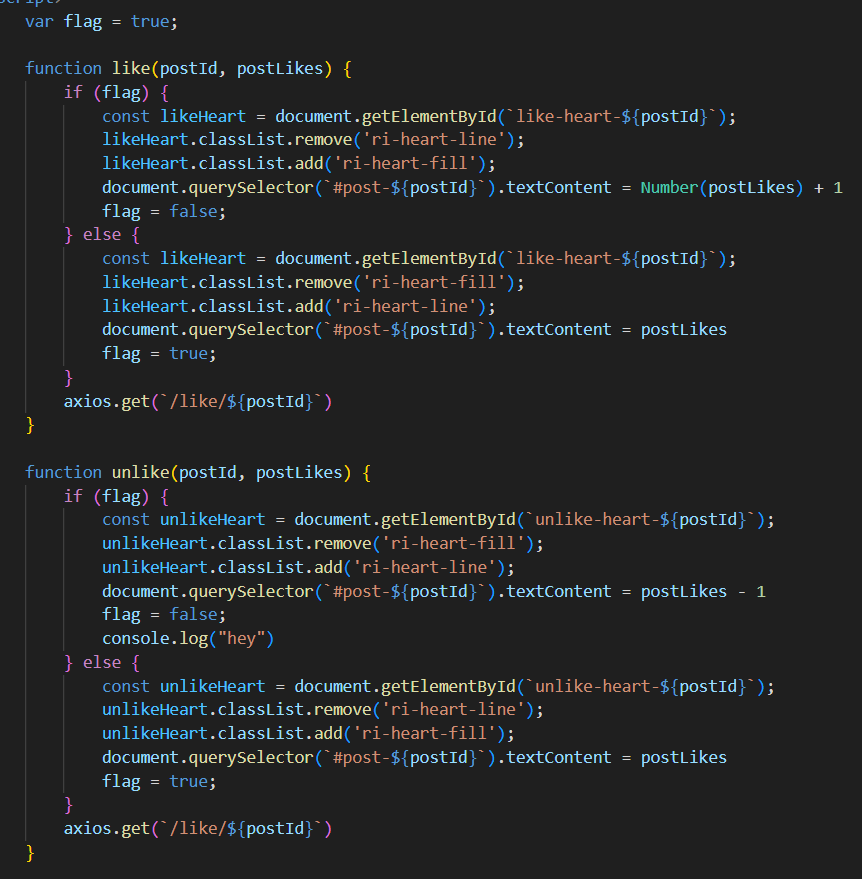 script>
var flag = true;

function like(postId, postLikes) {
    if (flag) {
        const likeHeart = document.getElementById(`like-heart-${postId}`);
        likeHeart.classList.remove('ri-heart-line');
        likeHeart.classList.add('ri-heart-fill');
        document.querySelector(`#post-${postId}`).textContent = Number(postLikes) + 1
        flag = false;
    } else {
        const likeHeart = document.getElementById(`like-heart-${postId}`);
        likeHeart.classList.remove('ri-heart-fill');
        likeHeart.classList.add('ri-heart-line');
        document.querySelector(`#post-${postId}`).textContent = postLikes
        flag = true;
    }
    axios.get(`/like/${postId}`)
}

function unlike(postId, postLikes) {
    if (flag) {
        const unlikeHeart = document.getElementById(`unlike-heart-${postId}`);
        unlikeHeart.classList.remove('ri-heart-fill');
        unlikeHeart.classList.add('ri-heart-line');
        document.querySelector(`#post-${postId}`).textContent = postLikes - 1
        flag = false;
        console.log("hey")
    } else {
        const unlikeHeart = document.getElementById(`unlike-heart-${postId}`);
        unlikeHeart.classList.remove('ri-heart-line');
        unlikeHeart.classList.add('ri-heart-fill');
        document.querySelector(`#post-${postId}`).textContent = postLikes
        flag = true;
    }
    axios.get(`/like/${postId}`)
}